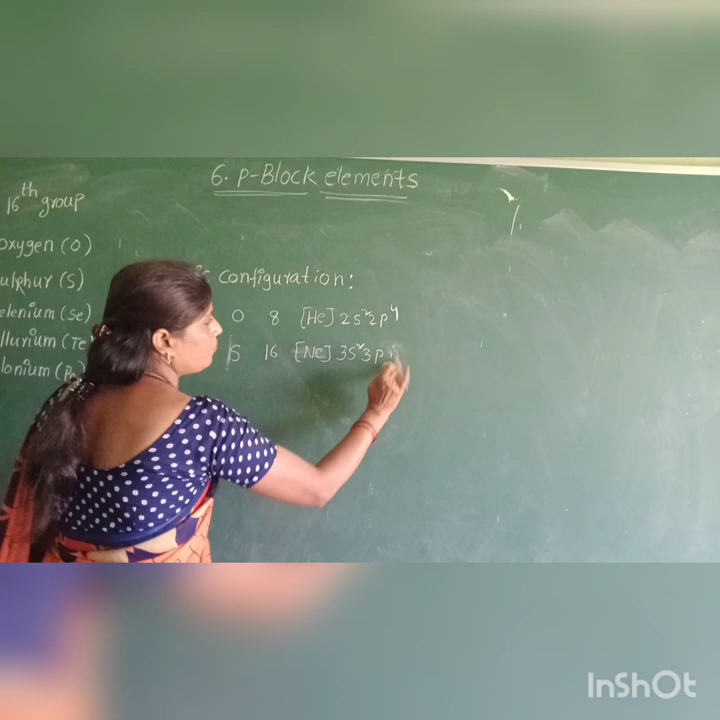 6. P-Block elements
16th group
oxygen (O)
ulphur (S)
elenium (Se)
llurium (Te
lonium (Po
configuration:
O 8 [He] 2s²2p⁴
S 16 [Ne] 3s²3p
InShOt